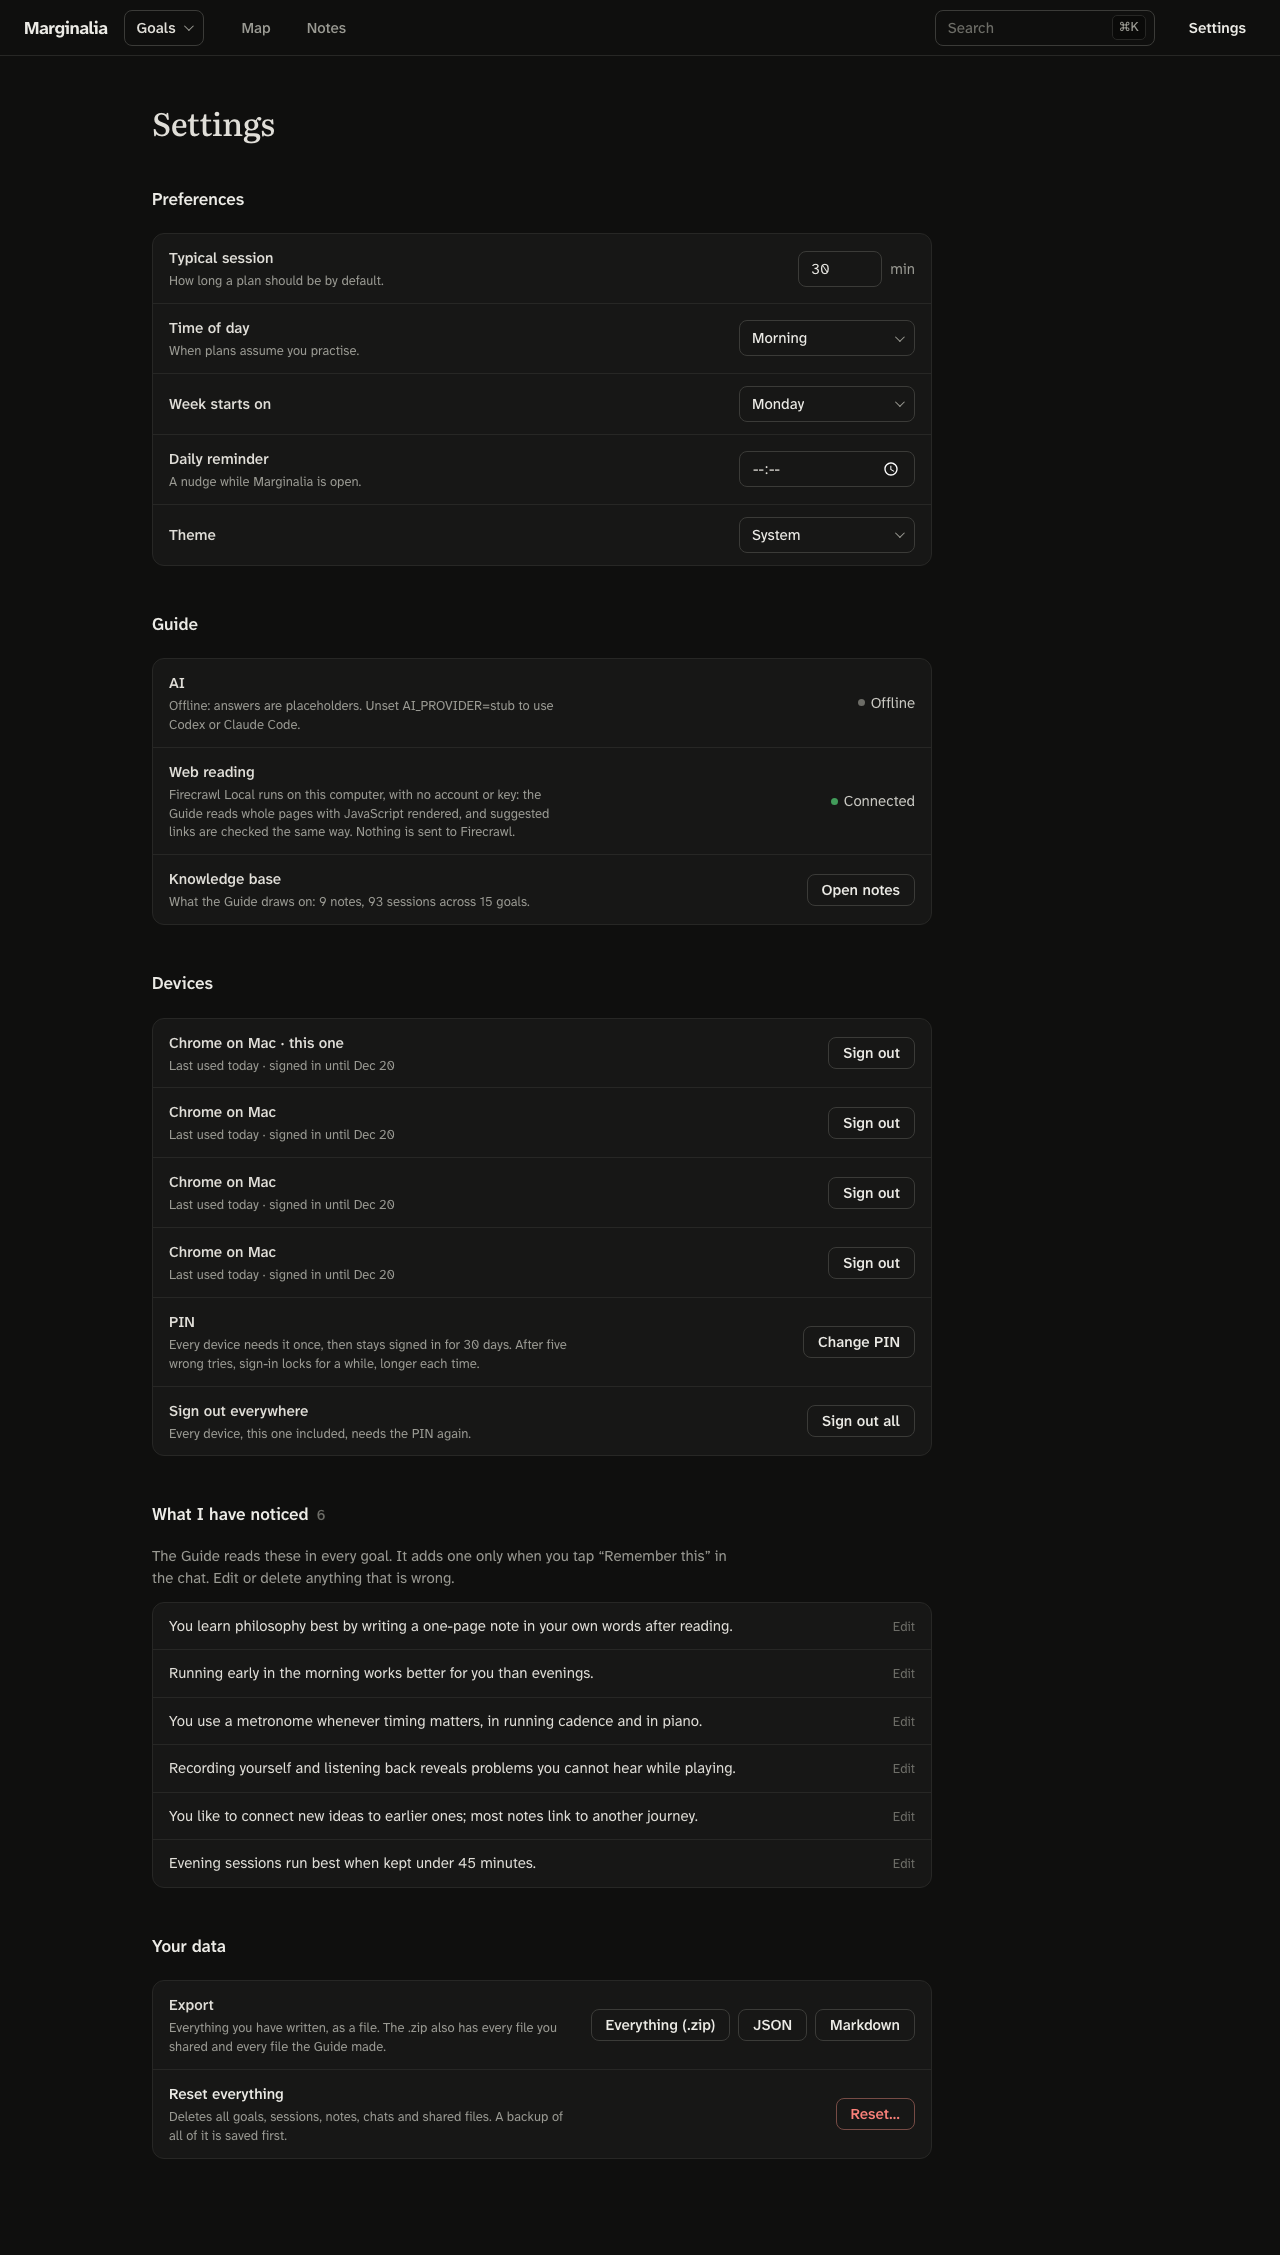 Marginalia
Goals
Map
Notes
Search
⌘K
Settings
Settings
Preferences
Typical session
How long a plan should be by default.
30
min
Time of day
When plans assume you practise.
Morning
Week starts on
Monday
Daily reminder
A nudge while Marginalia is open.
--:--
Theme
System
Guide
AI
Offline: answers are placeholders. Unset AI_PROVIDER=stub to use
Codex or Claude Code.
Offline
Web reading
Firecrawl Local runs on this computer, with no account or key: the
Guide reads whole pages with JavaScript rendered, and suggested
links are checked the same way. Nothing is sent to Firecrawl.
Connected
Knowledge base
What the Guide draws on: 9 notes, 93 sessions across 15 goals.
Open notes
Devices
Chrome on Mac · this one
Last used today · signed in until Dec 20
Sign out
Chrome on Mac
Last used today · signed in until Dec 20
Sign out
Chrome on Mac
Last used today · signed in until Dec 20
Sign out
Chrome on Mac
Last used today · signed in until Dec 20
Sign out
PIN
Every device needs it once, then stays signed in for 30 days. After five
wrong tries, sign-in locks for a while, longer each time.
Change PIN
Sign out everywhere
Every device, this one included, needs the PIN again.
Sign out all
What I have noticed 6
The Guide reads these in every goal. It adds one only when you tap “Remember this” in
the chat. Edit or delete anything that is wrong.
You learn philosophy best by writing a one-page note in your own words after reading.
Edit
Running early in the morning works better for you than evenings.
Edit
You use a metronome whenever timing matters, in running cadence and in piano.
Edit
Recording yourself and listening back reveals problems you cannot hear while playing.
Edit
You like to connect new ideas to earlier ones; most notes link to another journey.
Edit
Evening sessions run best when kept under 45 minutes.
Edit
Your data
Export
Everything you have written, as a file. The .zip also has every file you
shared and every file the Guide made.
Everything (.zip)
JSON
Markdown
Reset everything
Deletes all goals, sessions, notes, chats and shared files. A backup of
all of it is saved first.
Reset...